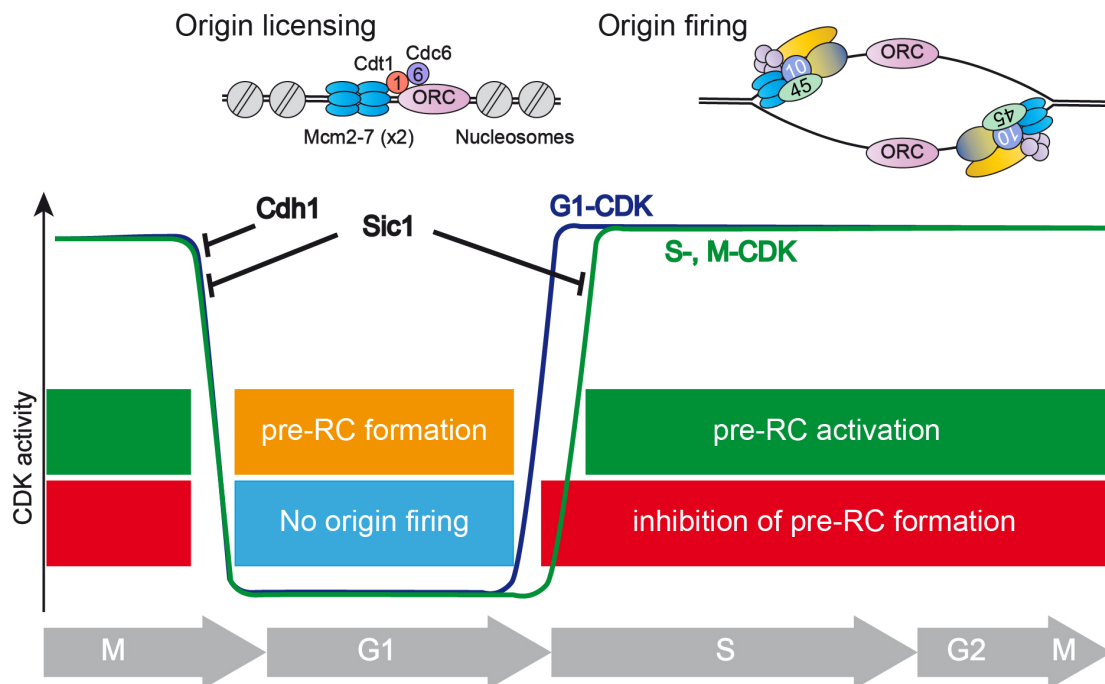 Origin licensing
Origin firing
Cdt1
Cdc6
1
6
ORC
Mcm2-7 (x2)
Nucleosomes
ORC
10
45
45
10
ORC
Cdh1
Sic1
G1-CDK
S-, M-CDK
CDK activity
pre-RC formation
pre-RC activation
No origin firing
inhibition of pre-RC formation
M
G1
S
G2
M